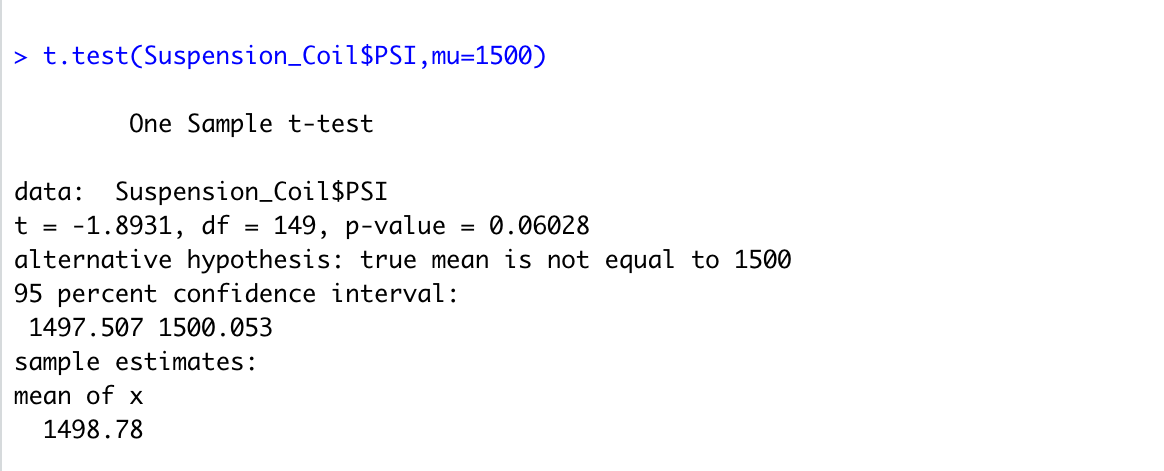 > t.test(Suspension_Coil$PSI,mu=1500)
One Sample t-test
data:  Suspension_Coil$PSI
t = -1.8931, df = 149, p-value = 0.06028
alternative hypothesis: true mean is not equal to 1500
95 percent confidence interval:
 1497.507 1500.053
sample estimates:
mean of x
  1498.78